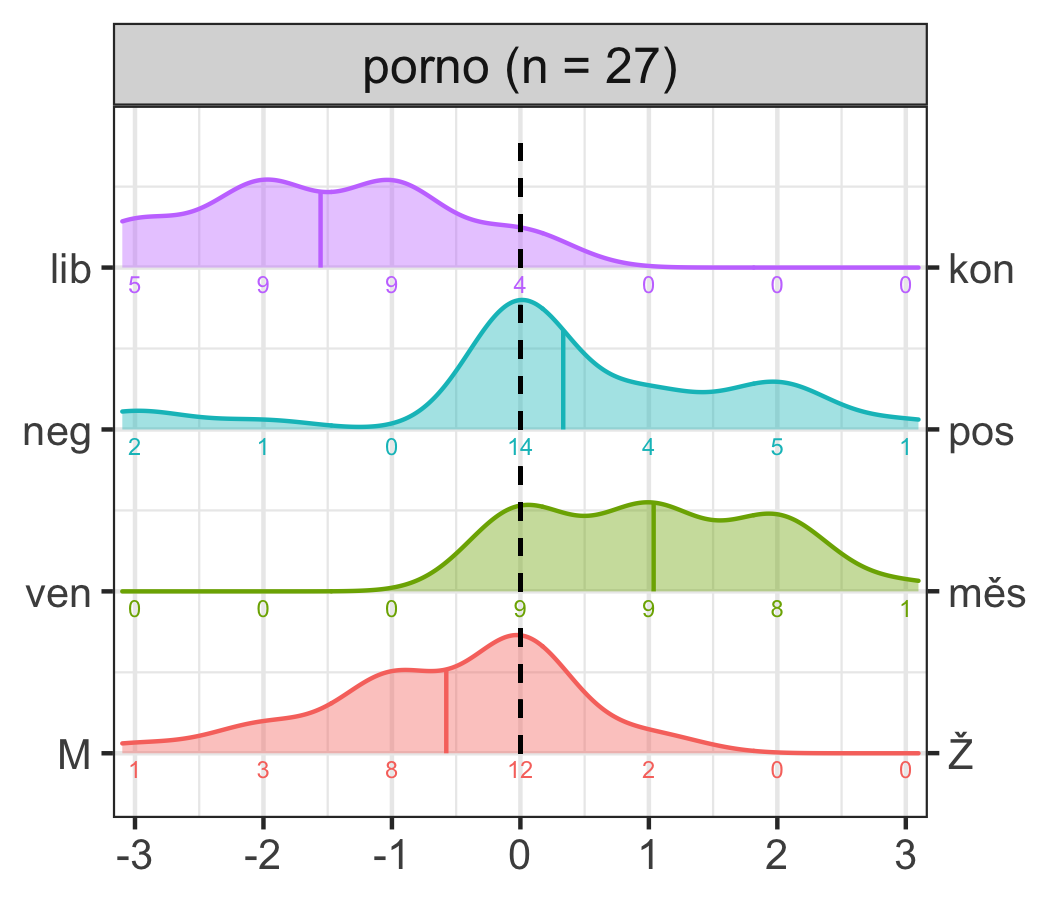 porno (n = 27)
lib kon
5 9 9 4 0 0 0
neg pos
2 1 0 14 4 5 1
ven měs
0 0 0 9 9 8 1
M Ž
1 3 8 12 2 0 0
-3 -2 -1 0 1 2 3